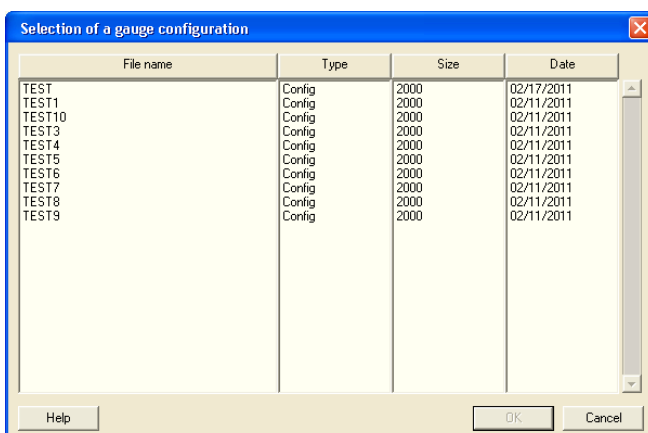 Selection of a gauge configuration
File name Type Size Date
TEST Config 2000 02/17/2011
TEST1 Config 2000 02/11/2011
TEST10 Config 2000 02/11/2011
TEST3 Config 2000 02/11/2011
TEST4 Config 2000 02/11/2011
TEST5 Config 2000 02/11/2011
TEST6 Config 2000 02/11/2011
TEST7 Config 2000 02/11/2011
TEST8 Config 2000 02/11/2011
TEST9 Config 2000 02/11/2011
Help OK Cancel